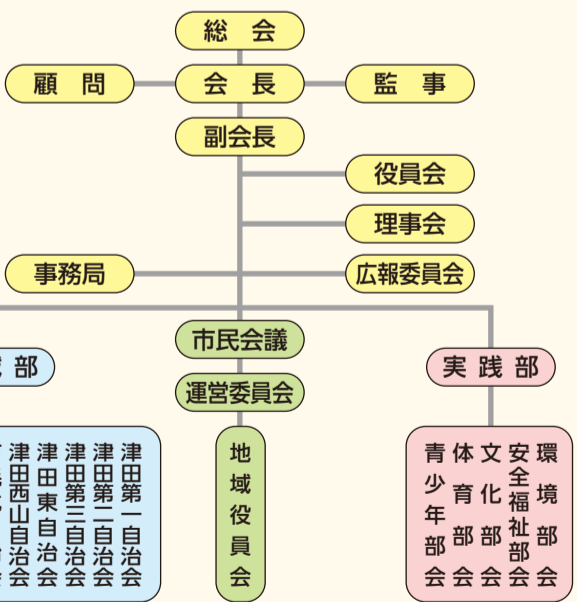 総会
顧問
会長
監事
副会長
役員会
理事会
事務局
広報委員会
市民会議
部
実践部
運営委員会
地域役員会
津田第一自治会
津田第二自治会
津田第三自治会
津田東自治会
津田西山自治会
環境部会
安全福祉部会
文化部会
体育部会
青少年部会